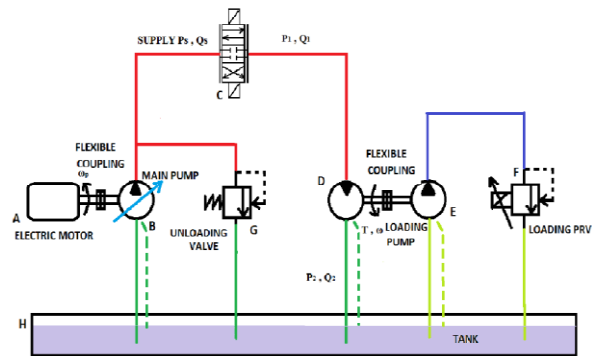 SUPPLY PS , QS
P1 , Q1
C
FLEXIBLE
COUPLING
ωp
MAIN PUMP
FLEXIBLE
COUPLING
D
F
A
ELECTRIC MOTOR
B
UNLOADING
VALVE
G
T , ω
LOADING
PUMP
E
LOADING PRV
P2 , Q2
H
TANK